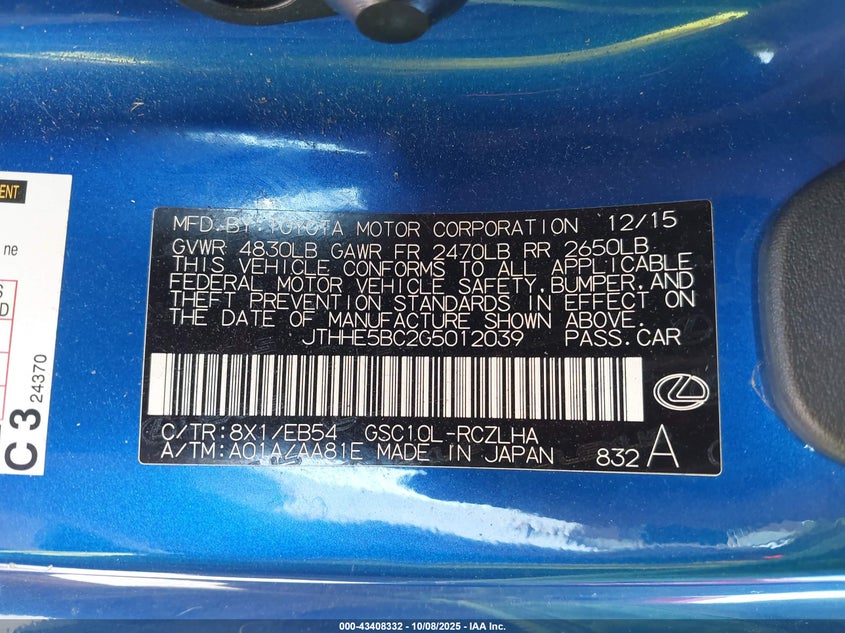 MFD. BY: TOYOTA MOTOR CORPORATION 12/15
GVWR 4830LB GAWR FR 2470LB RR 2650LB
THIS VEHICLE CONFORMS TO ALL APPLICABLE
FEDERAL MOTOR VEHICLE SAFETY, BUMPER, AND
THEFT PREVENTION STANDARDS IN EFFECT ON
THE DATE OF MANUFACTURE SHOWN ABOVE.
JTHHE5BC2G5012039 PASS.CAR
C/TR: 8X1/EB54 GSC10L-RCZLHA
A/TM: A01A/AA81E MADE IN JAPAN 832 A
ne
C3 24370
000-43408332 - 10/08/2025 - IAA Inc.